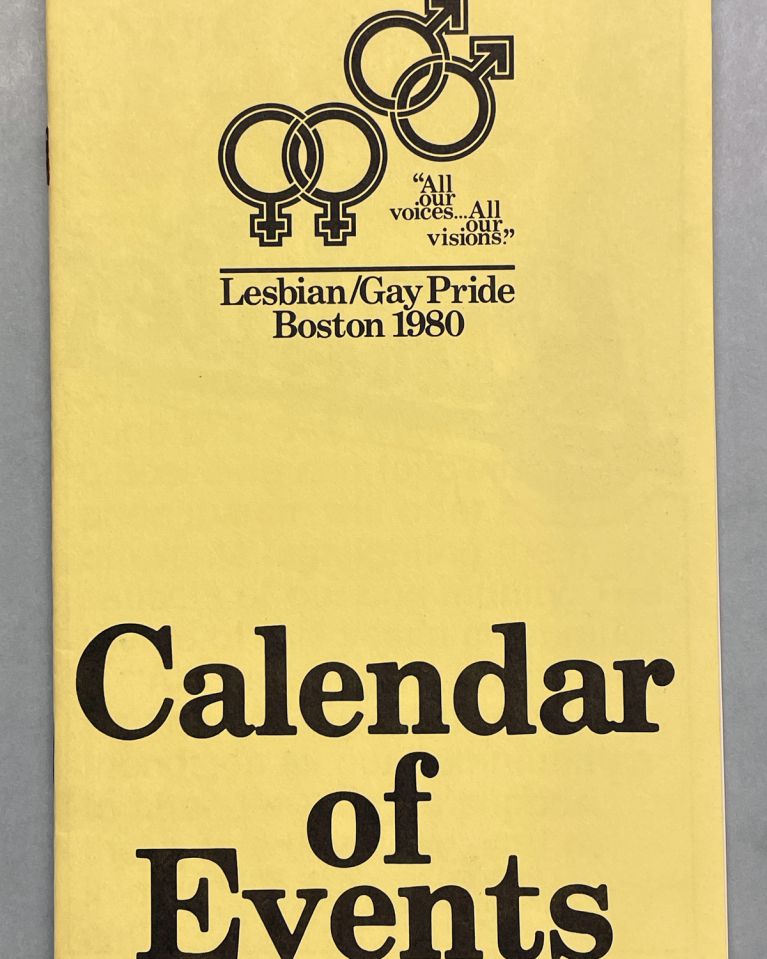 “All
our
voices...All
our
visions.”
Lesbian/Gay Pride
Boston 1980
Calendar
of
Events